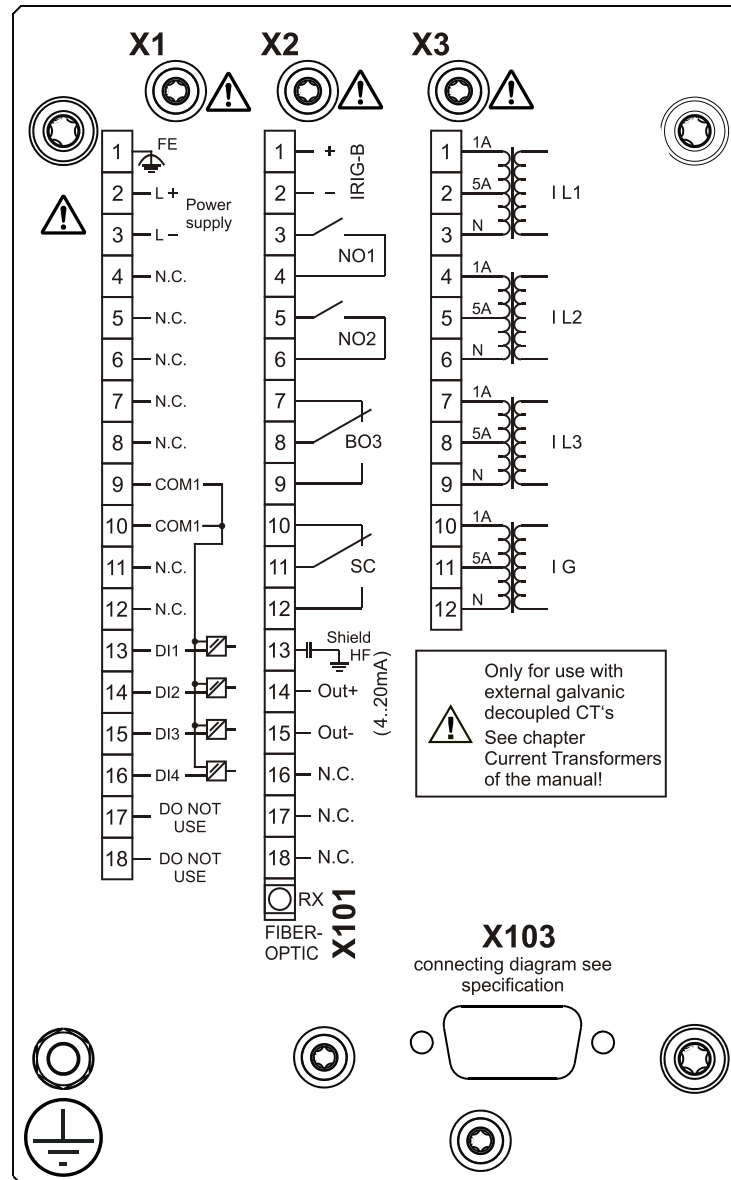 X1
X2
X3
1 FE
2 L+
Power
supply
3 L–
4 N.C.
5 N.C.
6 N.C.
7 N.C.
8 N.C.
9 COM1
10 COM1
11 N.C.
12 N.C.
13 DI1
14 DI2
15 DI3
16 DI4
17 DO NOT
USE
18 DO NOT
USE
1 +
2 –
IRIG-B
3
NO1
4
5
NO2
6
7
8 BO3
9
10
11 SC
12
13 Shield
HF
14 Out+
15 Out-
(4..20mA)
16 N.C.
17 N.C.
18 N.C.
RX
FIBER-
OPTIC
X101
1 1A
2 5A I L1
3 N
4 1A
5 5A I L2
6 N
7 1A
8 5A I L3
9 N
10 1A
11 5A I G
12 N
Only for use with
external galvanic
decoupled CT‘s
See chapter
Current Transformers
of the manual!
X103
connecting diagram see
specification